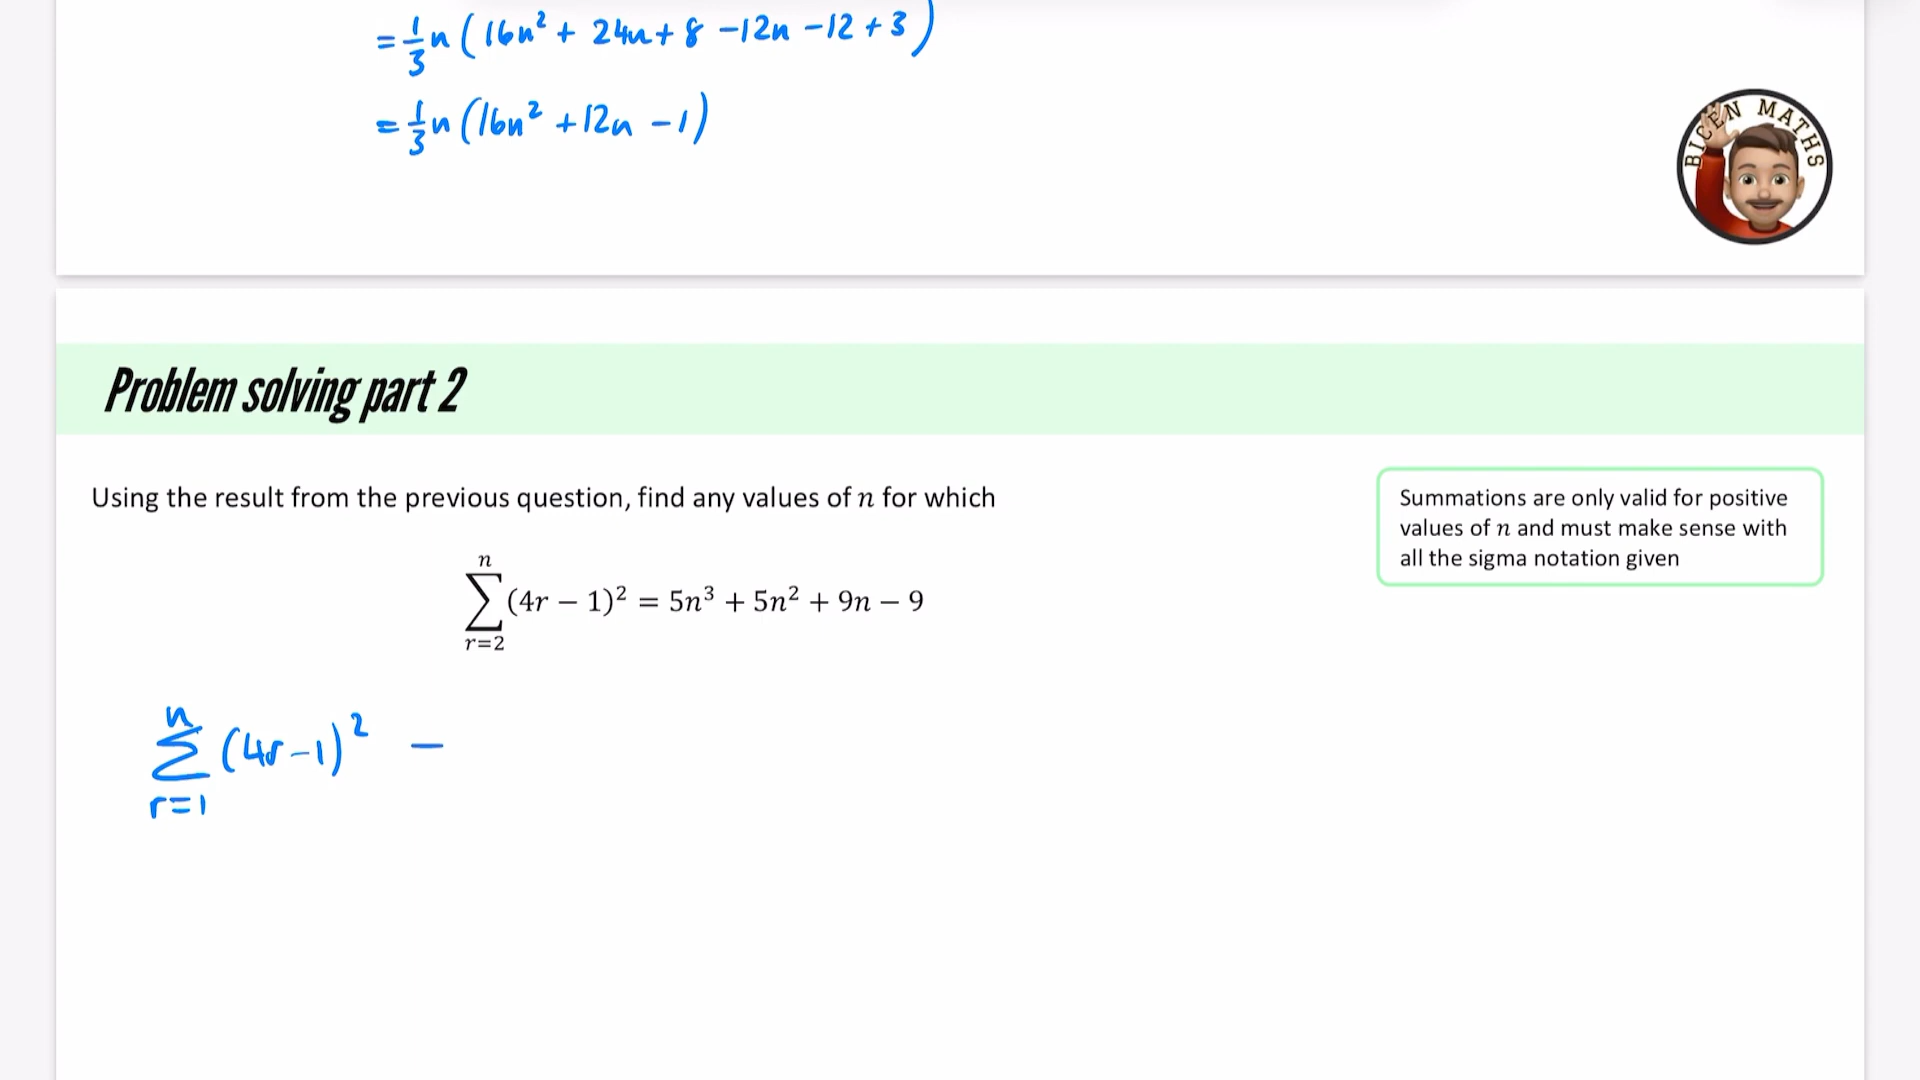 = 1/3 n (16n² + 24n + 8 − 12n − 12 + 3)
= 1/3 n (16n² + 12n − 1)
BICEN MATHS
Problem solving part 2
Using the result from the previous question, find any values of n for which
n
∑ (4r − 1)² = 5n³ + 5n² + 9n − 9
r=2
Summations are only valid for positive
values of n and must make sense with
all the sigma notation given
n
∑ (4r−1)² −
r=1